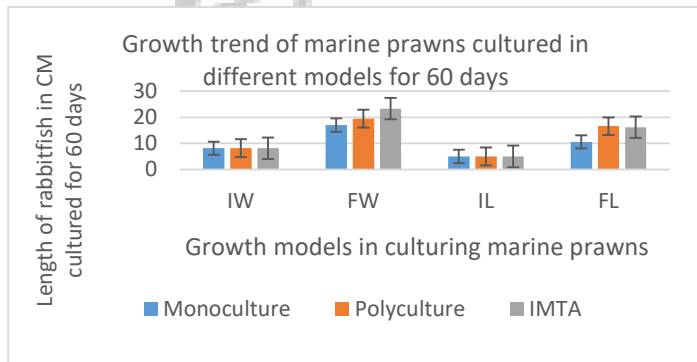 Growth trend of marine prawns cultured in
different models for 60 days
Length of rabbitfish in CM
cultured for 60 days
30
20
10
0
IW FW IL FL
Growth models in culturing marine prawns
Monoculture Polyculture IMTA